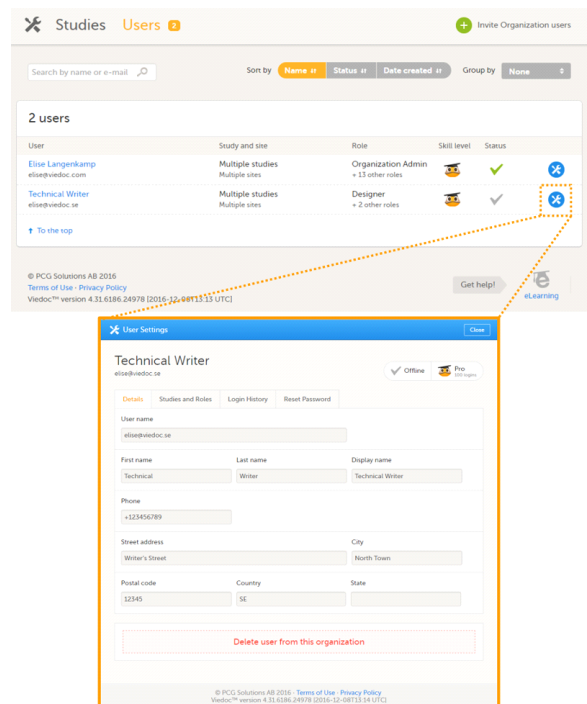 Studies Users 2
Invite Organization users
Search by name or e-mail
Sort by Name Status Date created Group by None
2 users
User Study and site Role Skill level Status
Elise Langenkamp Multiple studies Organization Admin
elise@viedoc.com Multiple sites + 13 other roles
Technical Writer Multiple studies Designer
elise@viedoc.se Multiple sites + 2 other roles
To the top
© PCG Solutions AB 2016
Terms of Use · Privacy Policy
Viedoc™ version 4.31.6186.24978 [2016-12-08T13:13 UTC]
Get help!
eLearning
User Settings Close
Technical Writer
elise@viedoc.se
Offline Pro
100 logins
Details Studies and Roles Login History Reset Password
User name
elise@viedoc.se
First name Last name Display name
Technical Writer Technical Writer
Phone
+123456789
Street address City
Writer's Street North Town
Postal code Country State
12345 SE
Delete user from this organization
© PCG Solutions AB 2016 · Terms of Use · Privacy Policy
Viedoc™ version 4.31.6186.24978 [2016-12-08T13:14 UTC]